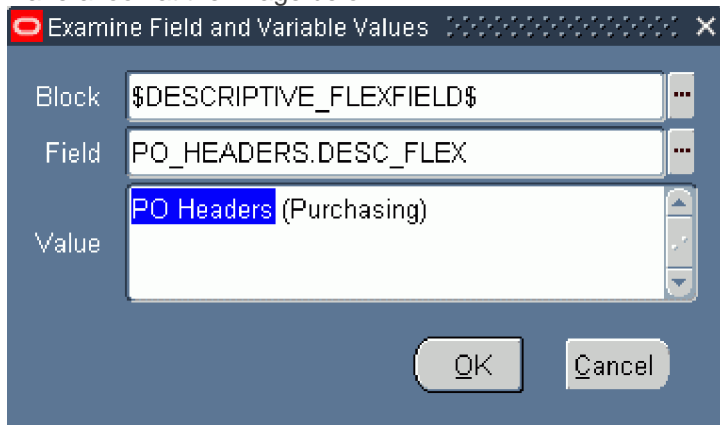 Examine Field and Variable Values
Block $DESCRIPTIVE_FLEXFIELD$ ...
Field PO_HEADERS.DESC_FLEX ...
Value PO Headers (Purchasing)
OK Cancel